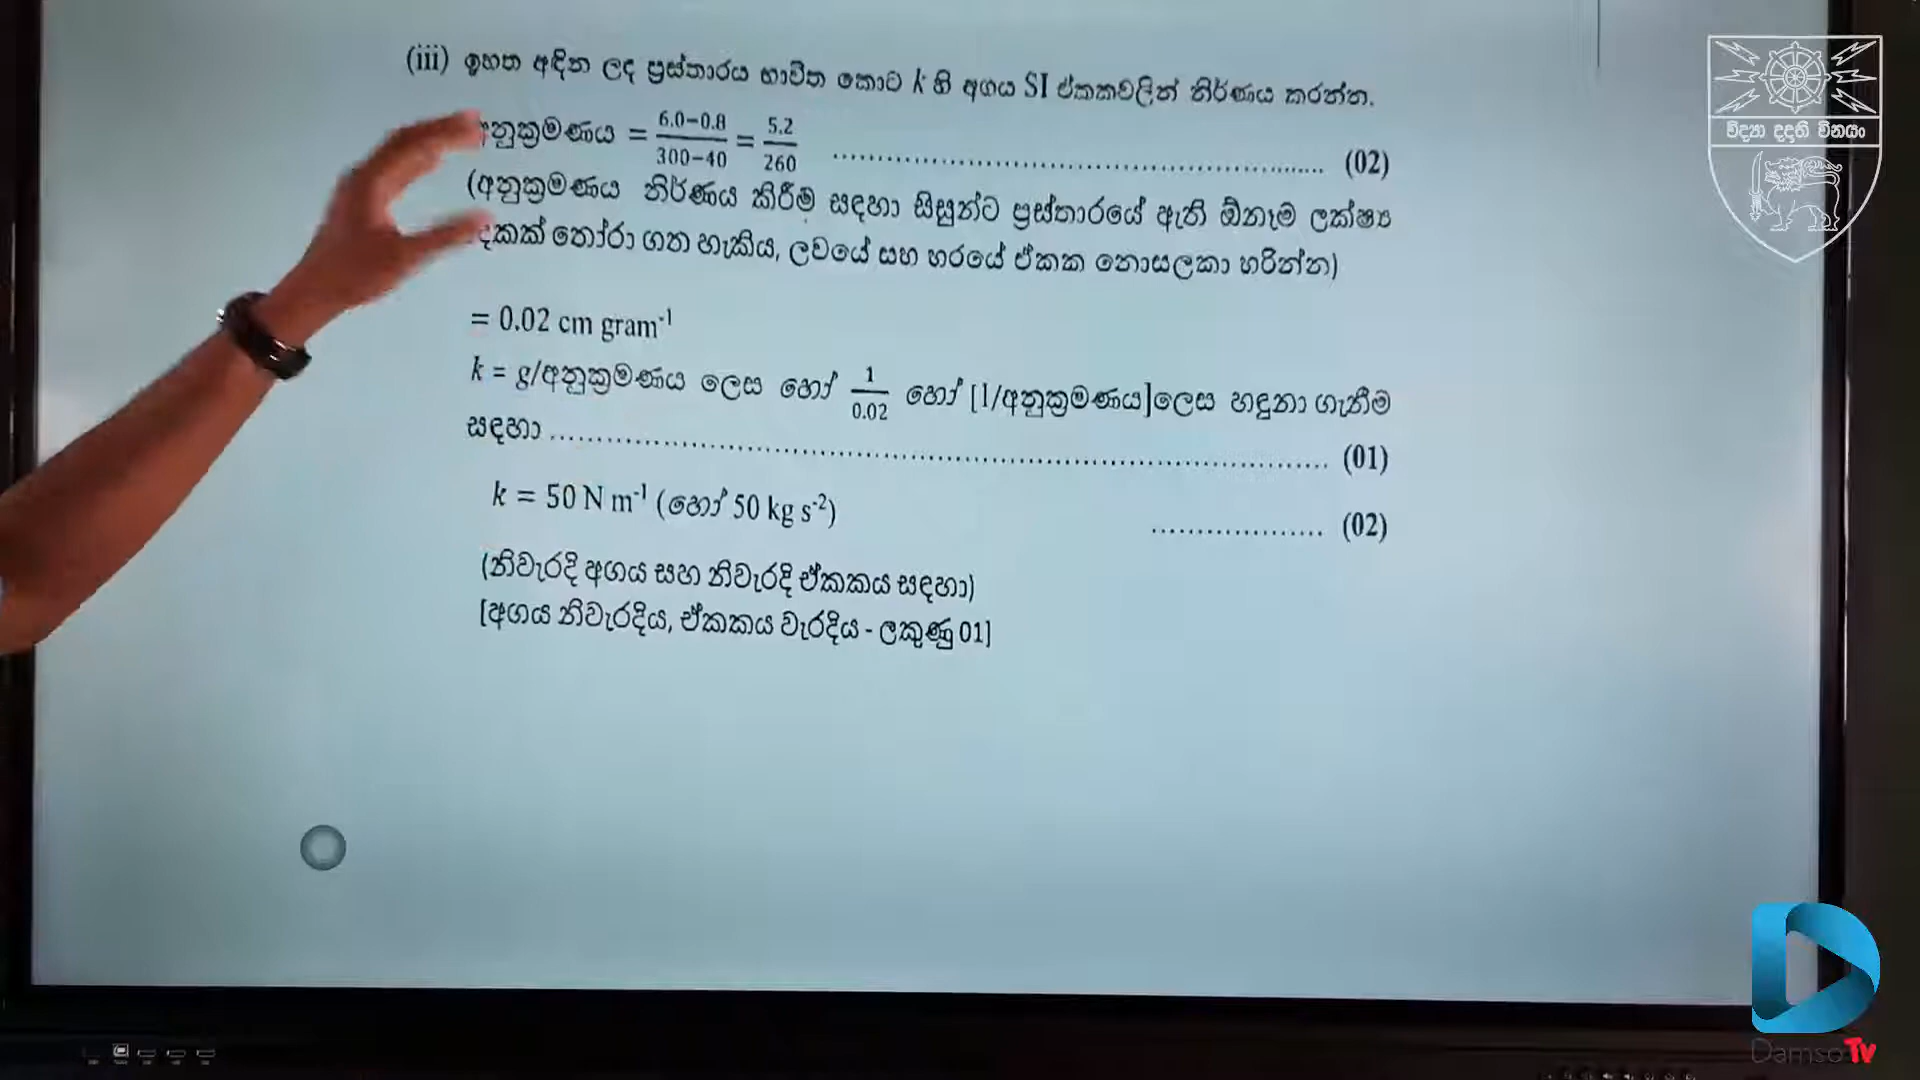 (iii) ඉහත අඳින ලද ප්‍රස්තාරය භාවිත කොට k හි අගය SI ඒකකවලින් නිර්ණය කරන්න.
අනුක්‍රමණය = 6.0−0.8/300−40 = 5.2/260 ........................ (02)
(අනුක්‍රමණය නිර්ණය කිරීම සඳහා සිසුන්ට ප්‍රස්තාරයේ ඇති ඕනෑම ලක්ෂ්‍ය
දෙකක් තෝරා ගත හැකිය, ලවයේ සහ හරයේ ඒකක නොසලකා හරින්න)
= 0.02 cm gram⁻¹
k = g/අනුක්‍රමණය ලෙස හෝ 1/0.02 හෝ [1/අනුක්‍රමණය]ලෙස හඳුනා ගැනීම
සඳහා ........................ (01)
k = 50 N m⁻¹ (හෝ 50 kg s⁻²) ................... (02)
(නිවැරදි අගය සහ නිවැරදි ඒකකය සඳහා)
[අගය නිවැරදිය, ඒකකය වැරදිය - ලකුණු 01]
විද්‍යා දදාති විනයං
DamsoTv